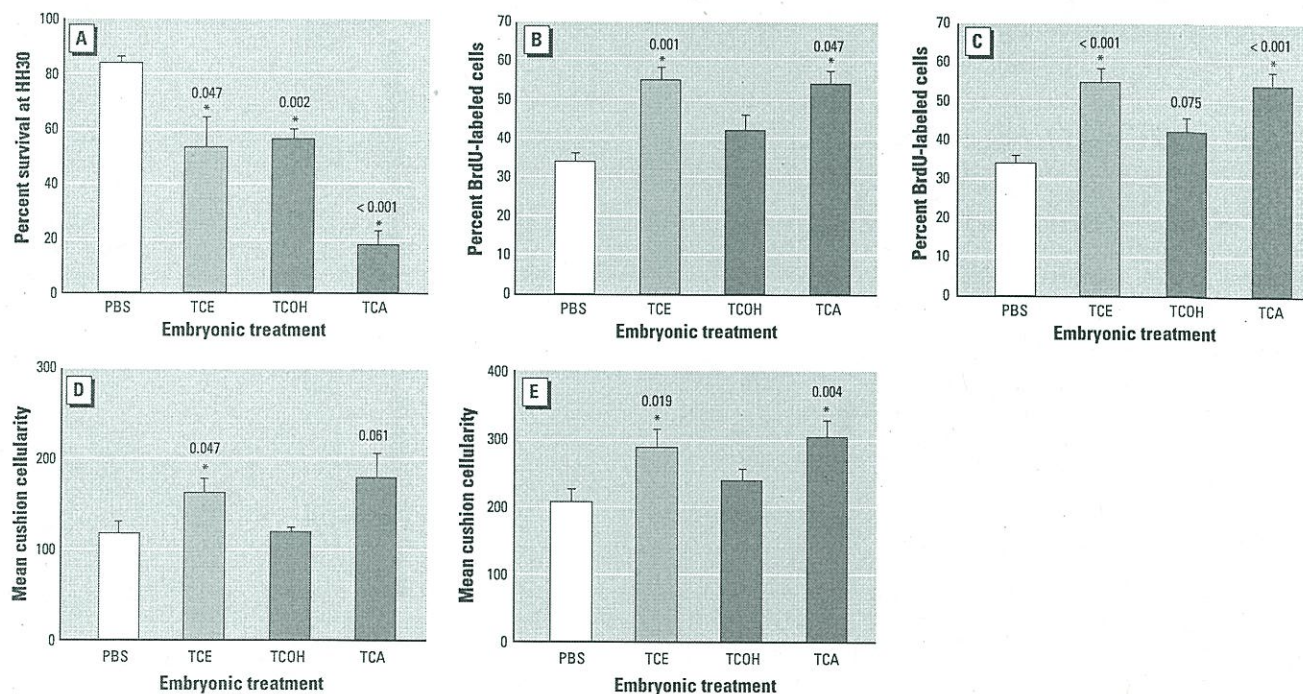 A
Percent survival at HH30
100
80
60
40
20
0
0.047
*
0.002
*
< 0.001
*
PBS TCE TCOH TCA
Embryonic treatment
B
Percent BrdU-labeled cells
70
60
50
40
30
20
10
0
0.001
*
0.047
*
PBS TCE TCOH TCA
Embryonic treatment
C
Percent BrdU-labeled cells
70
60
50
40
30
20
10
0
< 0.001
*
0.075
< 0.001
*
PBS TCE TCOH TCA
Embryonic treatment
D
Mean cushion cellularity
300
200
100
0
0.047
*
0.061
PBS TCE TCOH TCA
Embryonic treatment
E
Mean cushion cellularity
400
300
200
100
0
0.019
*
0.004
*
PBS TCE TCOH TCA
Embryonic treatment